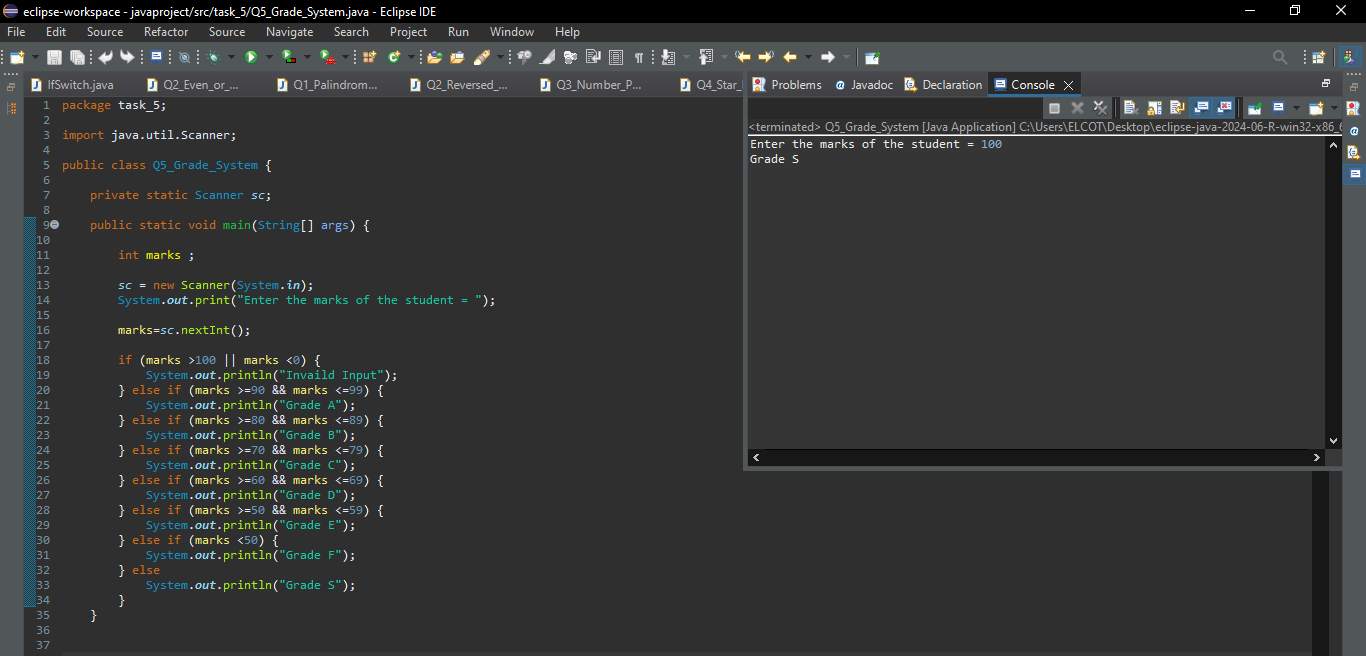 eclipse-workspace - javaproject/src/task_5/Q5_Grade_System.java - Eclipse IDE
File Edit Source Refactor Source Navigate Search Project Run Window Help
IfSwitch.java Q2_Even_or_... Q1_Palindrom... Q2_Reversed_... Q3_Number_P... Q4_Star_
Problems Javadoc Declaration Console
<terminated> Q5_Grade_System [Java Application] C:\Users\ELCOT\Desktop\eclipse-java-2024-06-R-win32-x86_6
Enter the marks of the student = 100
Grade S
1 package task_5;
2
3 import java.util.Scanner;
4
5 public class Q5_Grade_System {
6
7 private static Scanner sc;
8
9 public static void main(String[] args) {
10
11 int marks ;
12
13 sc = new Scanner(System.in);
14 System.out.print("Enter the marks of the student = ");
15
16 marks=sc.nextInt();
17
18 if (marks >100 || marks <0) {
19 System.out.println("Invaild Input");
20 } else if (marks >=90 && marks <=99) {
21 System.out.println("Grade A");
22 } else if (marks >=80 && marks <=89) {
23 System.out.println("Grade B");
24 } else if (marks >=70 && marks <=79) {
25 System.out.println("Grade C");
26 } else if (marks >=60 && marks <=69) {
27 System.out.println("Grade D");
28 } else if (marks >=50 && marks <=59) {
29 System.out.println("Grade E");
30 } else if (marks <50) {
31 System.out.println("Grade F");
32 } else
33 System.out.println("Grade S");
34 }
35 }
36
37